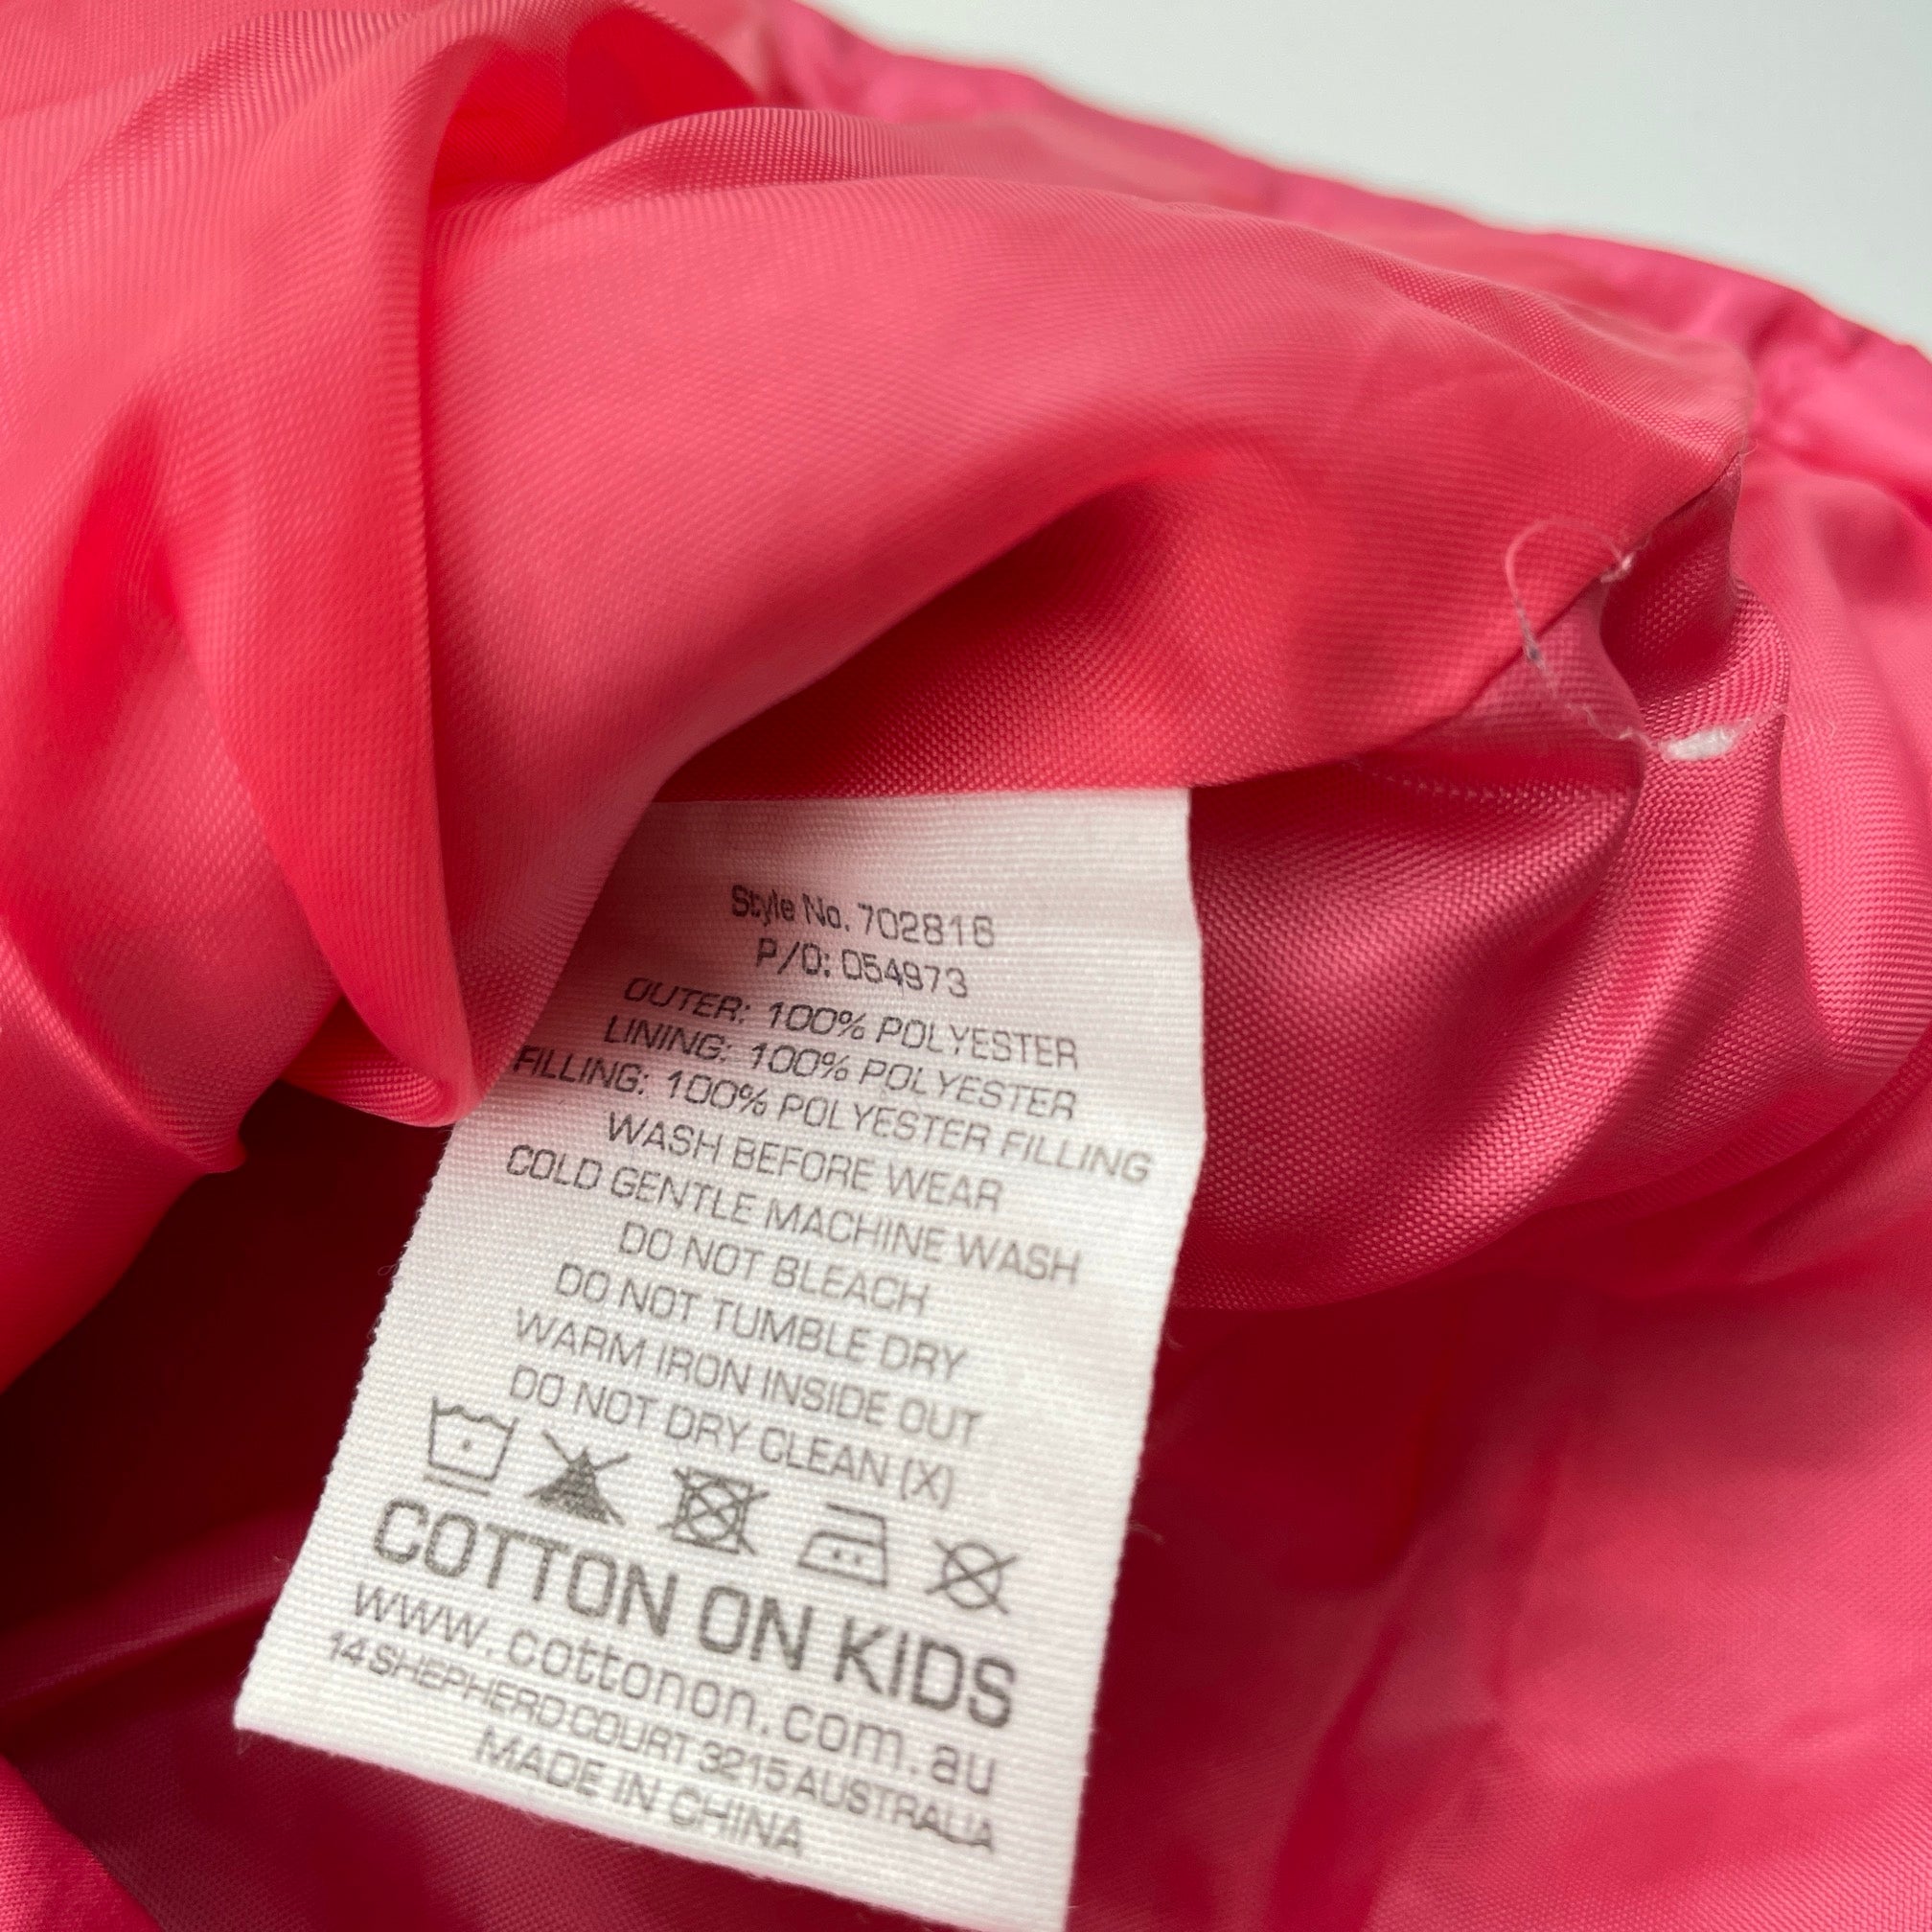 Style No. 702816
P/O: 054973
OUTER: 100% POLYESTER
LINING: 100% POLYESTER
FILLING: 100% POLYESTER FILLING
WASH BEFORE WEAR
COLD GENTLE MACHINE WASH
DO NOT BLEACH
DO NOT TUMBLE DRY
WARM IRON INSIDE OUT
DO NOT DRY CLEAN (X)
COTTON ON KIDS
www.cottonon.com.au
14 SHEPHERD COURT 3215 AUSTRALIA
MADE IN CHINA